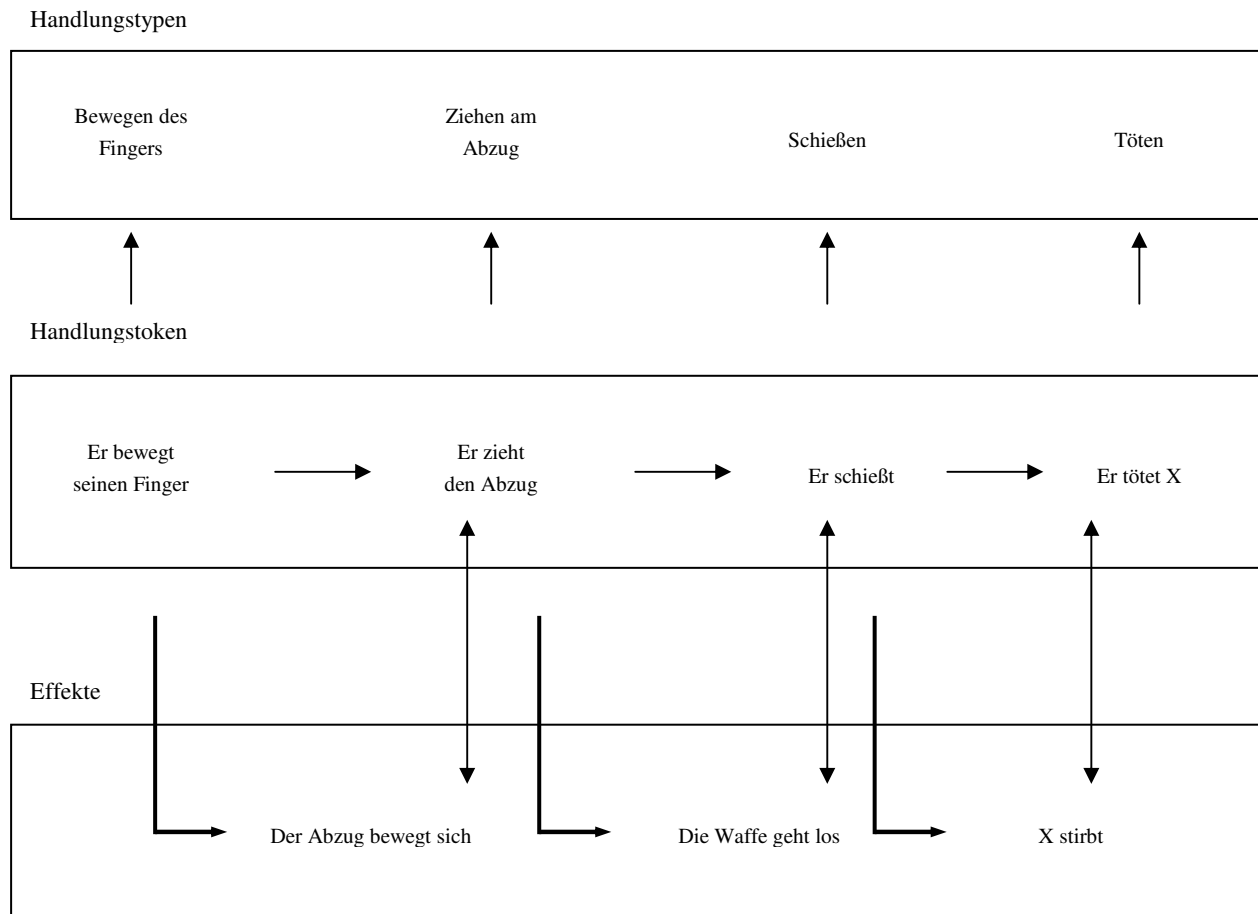 Handlungstypen
Bewegen des
Fingers
Ziehen am
Abzug
Schießen
Töten
Handlungstoken
Er bewegt
seinen Finger
Er zieht
den Abzug
Er schießt
Er tötet X
Effekte
Der Abzug bewegt sich
Die Waffe geht los
X stirbt